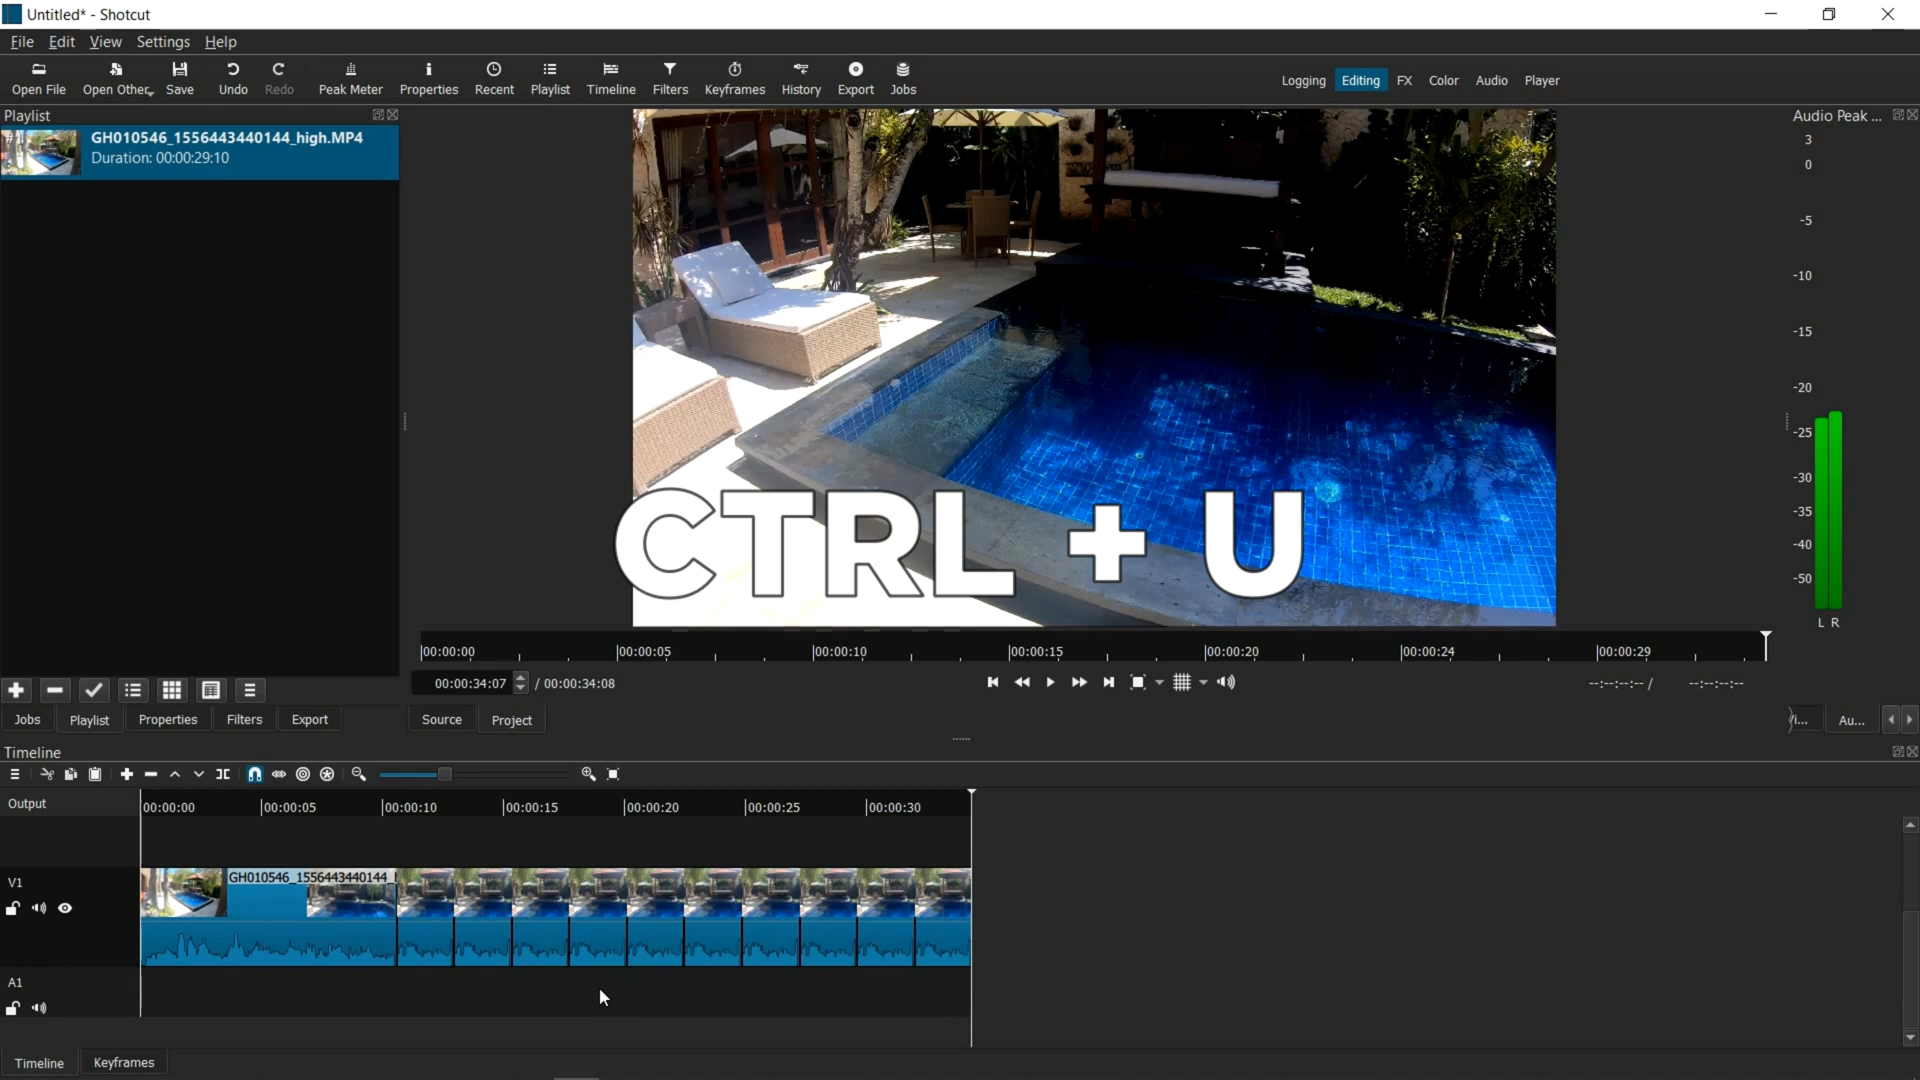 Untitled* - Shotcut
File Edit View Settings Help
Open File Open Other Save Undo Redo Peak Meter Properties Recent Playlist Timeline Filters Keyframes History Export Jobs
Logging Editing FX Color Audio Player
Playlist
GH010546_1556443440144_high.MP4
Duration: 00:00:29:10
Audio Peak ...
3
0
-5
-10
-15
-20
-25
-30
-35
-40
-50
L R
CTRL + U
00:00:00 00:00:05 00:00:10 00:00:15 00:00:20 00:00:24 00:00:29
00:00:34:07 / 00:00:34:08
--:--:--:-- / --:--:--:--
Jobs Playlist Properties Filters Export
Source Project
Au...
Timeline
Output
00:00:00 00:00:05 00:00:10 00:00:15 00:00:20 00:00:25 00:00:30
V1
GH010546_1556443440144_
A1
Timeline Keyframes